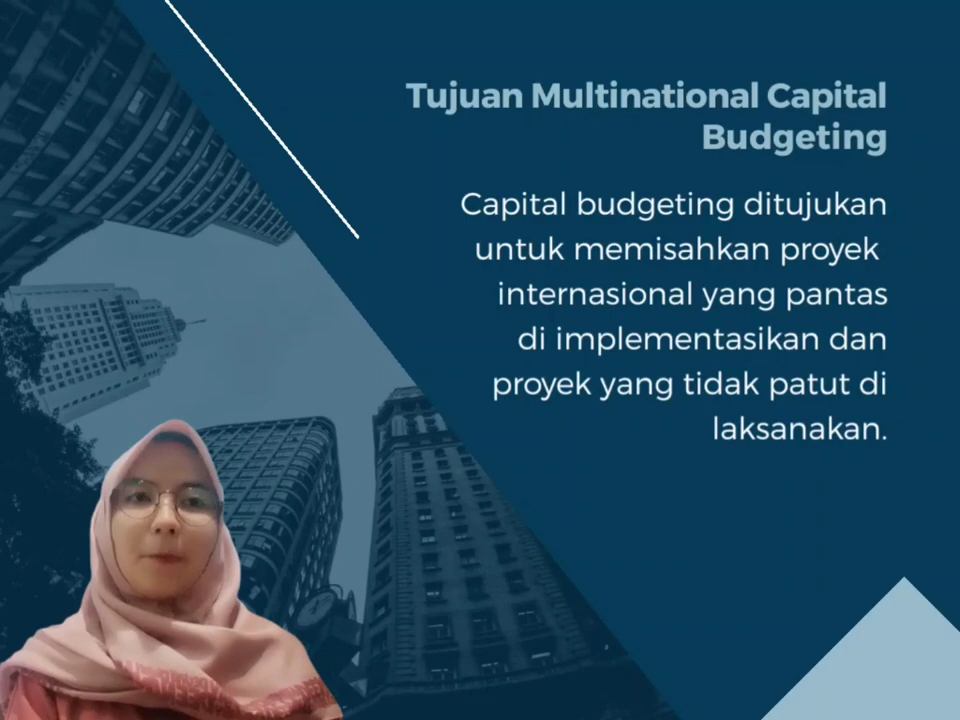 Tujuan Multinational Capital
Budgeting
Capital budgeting ditujukan
untuk memisahkan proyek
internasional yang pantas
di implementasikan dan
proyek yang tidak patut di
laksanakan.